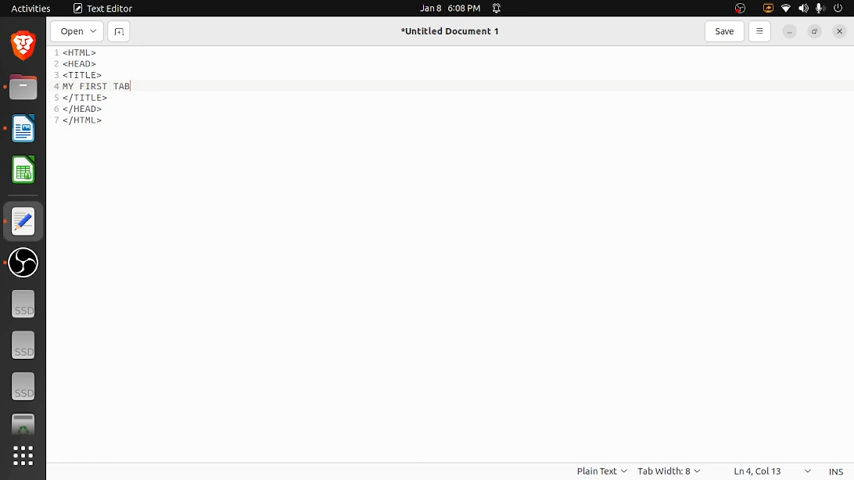 Activities Text Editor Jan 8 6:08 PM
Open *Untitled Document 1 Save
1 <HTML>
2 <HEAD>
3 <TITLE>
4 MY FIRST TAB
5 </TITLE>
6 </HEAD>
7 </HTML>
SSD
SSD
SSD
Plain Text Tab Width: 8 Ln 4, Col 13 INS